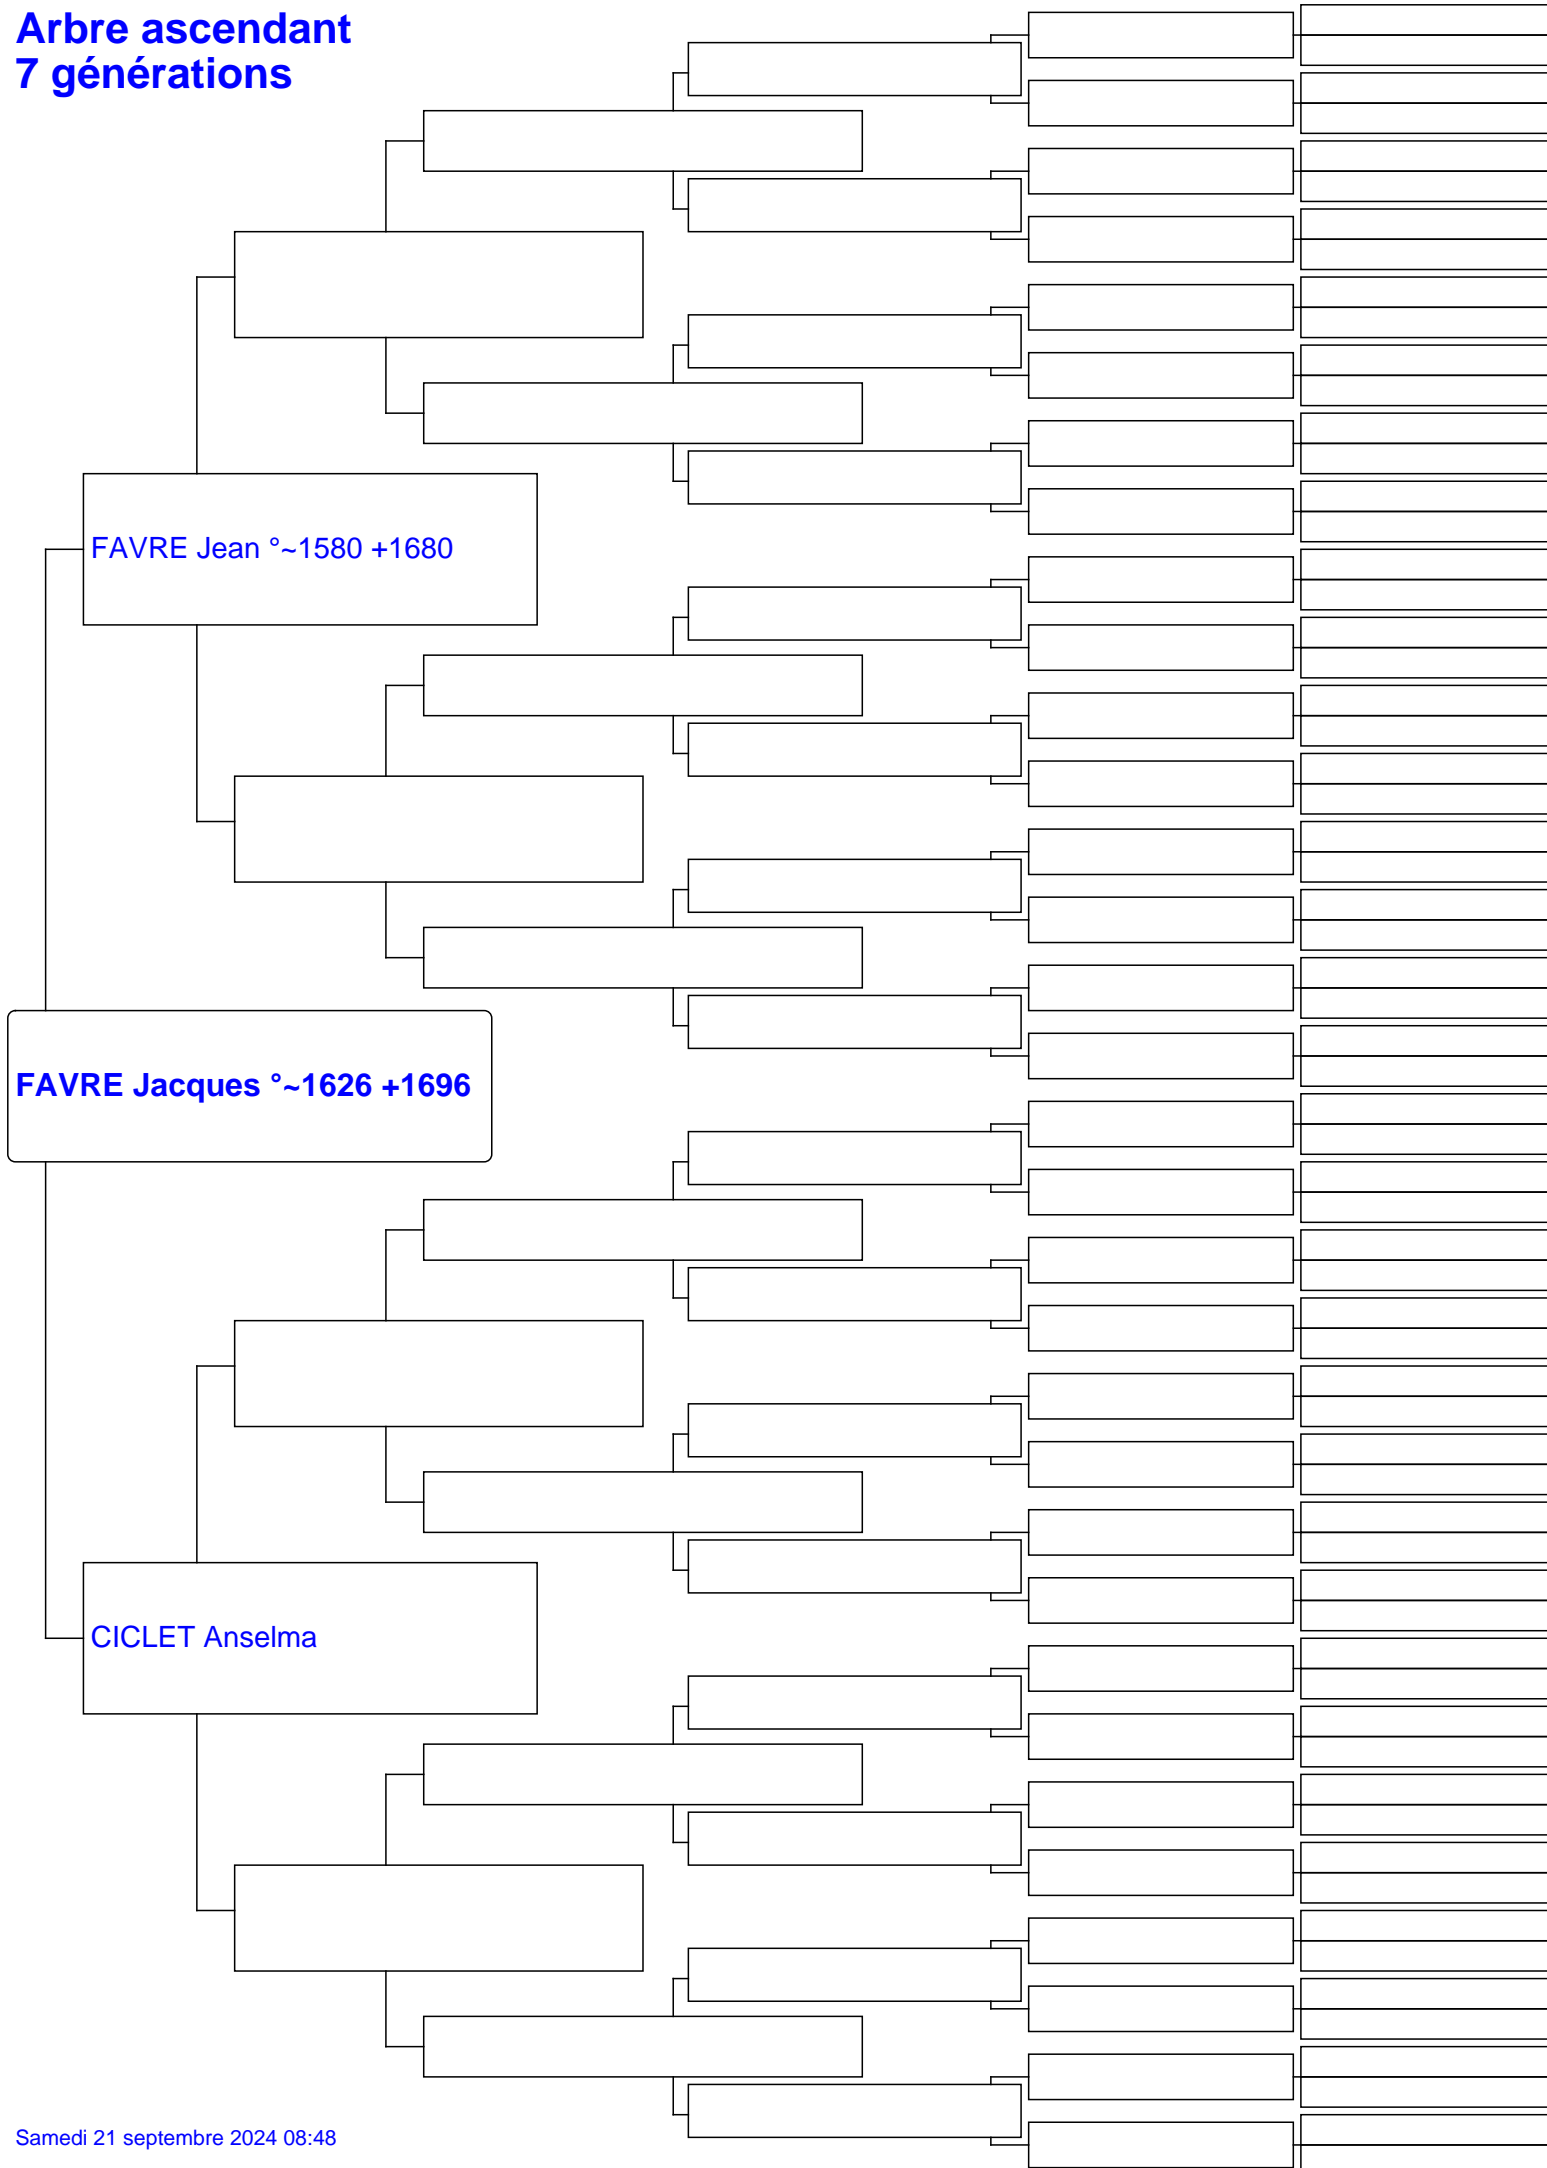 Arbre ascendant
7 générations
FAVRE Jean °~1580 +1680
FAVRE Jacques °~1626 +1696
CICLET Anselma
Samedi 21 septembre 2024 08:48